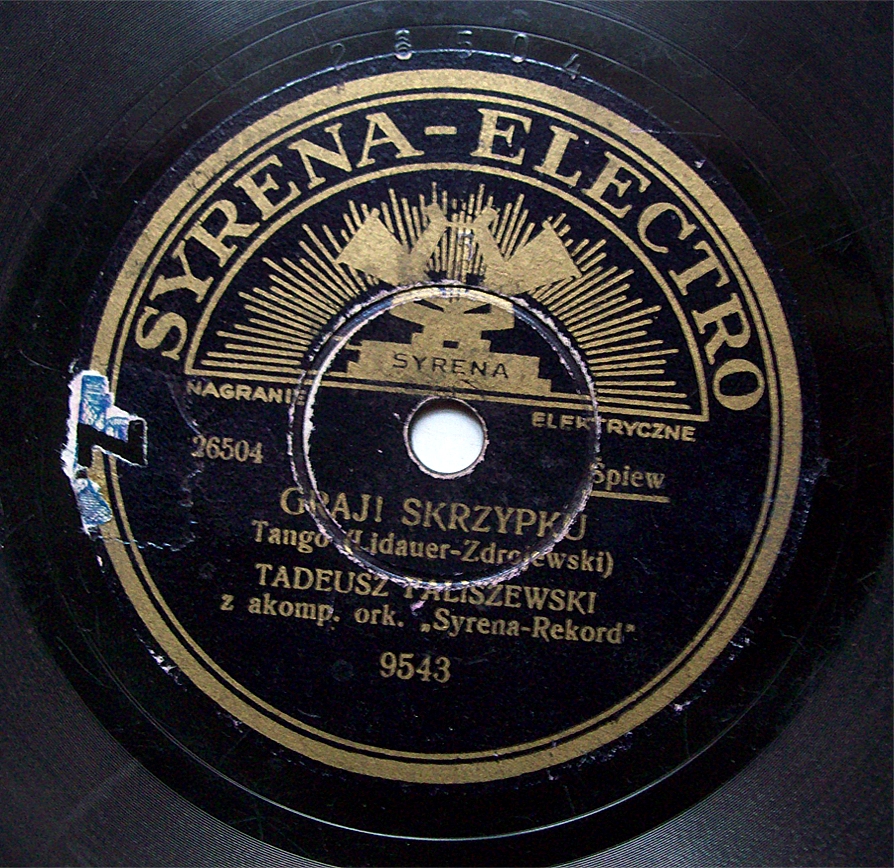 26504
SYRENA-ELECTRO
SYRENA
NAGRANIE ELEKTRYCZNE
26504
Śpiew
GRAJ! SKRZYPKU
Tango (Lidauer-Zdrojewski)
TADEUSZ FALISZEWSKI
z akomp. ork. „Syrena-Rekord"
9543